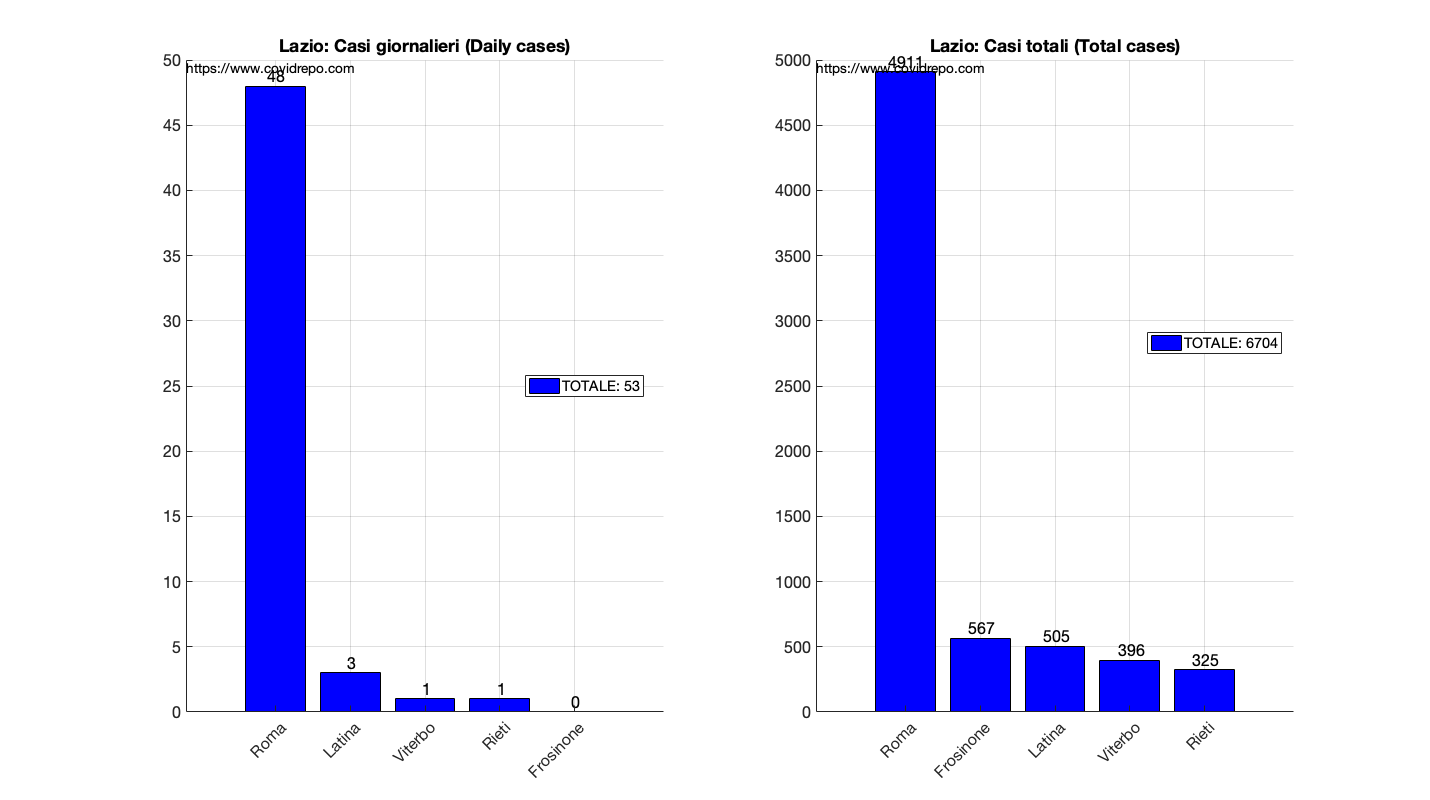 Lazio: Casi giornalieri (Daily cases)
https://www.covidrepo.com
50
45
40
35
30
25
20
15
10
5
0
48
3
1
1
0
TOTALE: 53
Roma
Latina
Viterbo
Rieti
Frosinone
Lazio: Casi totali (Total cases)
https://www.covidrepo.com
5000
4500
4000
3500
3000
2500
2000
1500
1000
500
0
4911
567
505
396
325
TOTALE: 6704
Roma
Frosinone
Latina
Viterbo
Rieti